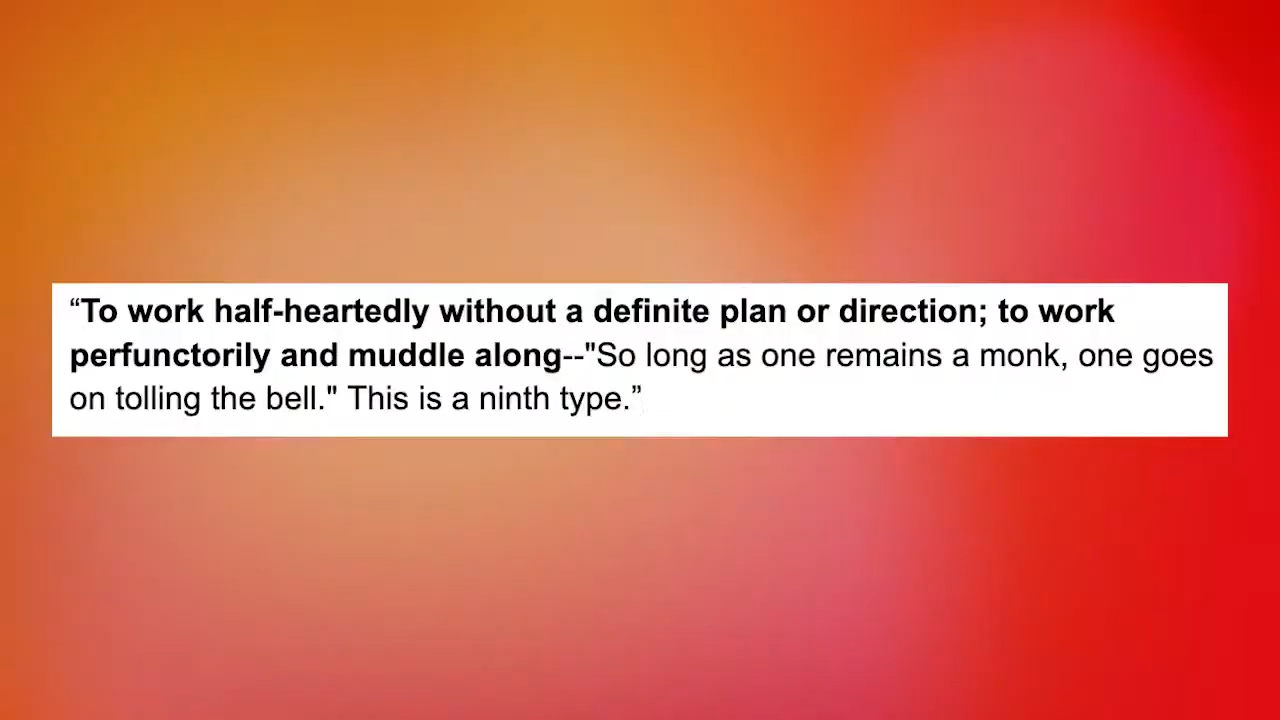 “To work half-heartedly without a definite plan or direction; to work
perfunctorily and muddle along--"So long as one remains a monk, one goes
on tolling the bell." This is a ninth type.”